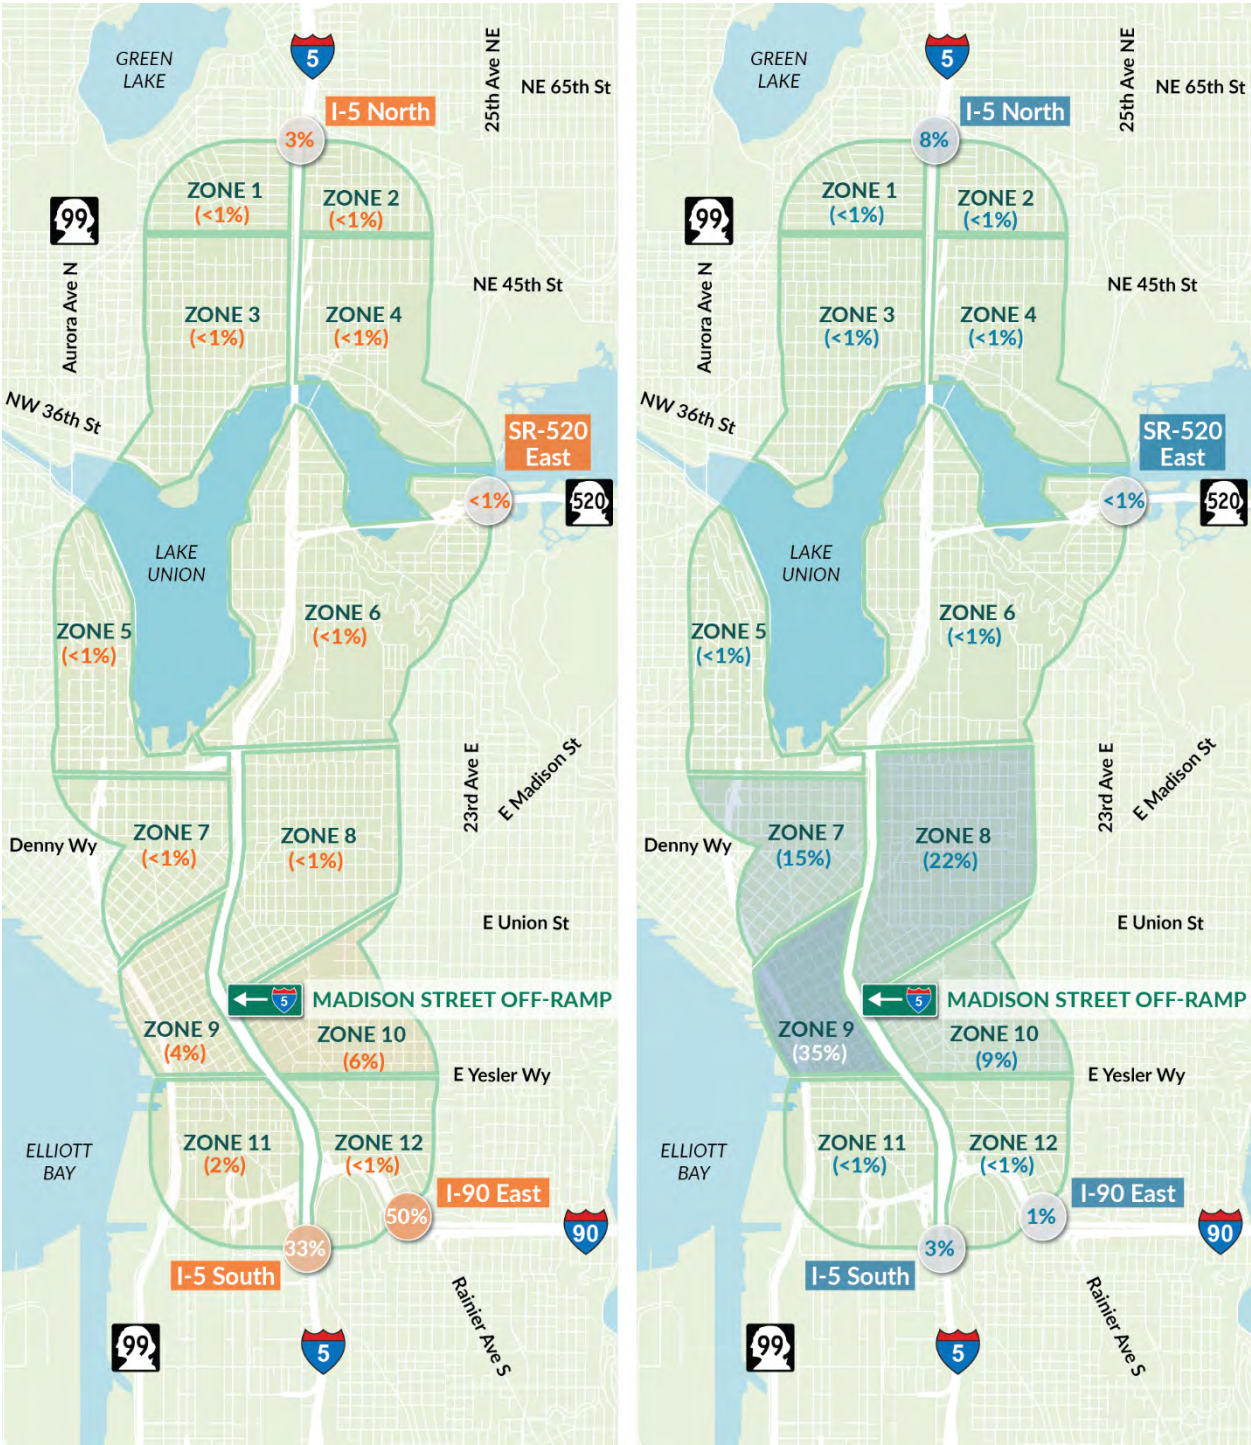 GREEN
LAKE
5
25th Ave NE
NE 65th St
I-5 North
3%
ZONE 1
(<1%)
ZONE 2
(<1%)
99
Aurora Ave N
NE 45th St
ZONE 3
(<1%)
ZONE 4
(<1%)
NW 36th St
SR-520
East
<1%
520
LAKE
UNION
ZONE 5
(<1%)
ZONE 6
(<1%)
23rd Ave E
E Madison St
Denny Wy
ZONE 7
(<1%)
ZONE 8
(<1%)
E Union St
5
MADISON STREET OFF-RAMP
ZONE 9
(4%)
ZONE 10
(6%)
E Yesler Wy
ELLIOTT
BAY
ZONE 11
(2%)
ZONE 12
(<1%)
I-90 East
50%
90
33%
I-5 South
Rainier Ave S
99
5
GREEN
LAKE
5
25th Ave NE
NE 65th St
I-5 North
8%
ZONE 1
(<1%)
ZONE 2
(<1%)
99
Aurora Ave N
NE 45th St
ZONE 3
(<1%)
ZONE 4
(<1%)
NW 36th St
SR-520
East
<1%
520
LAKE
UNION
ZONE 5
(<1%)
ZONE 6
(<1%)
23rd Ave E
E Madison St
Denny Wy
ZONE 7
(15%)
ZONE 8
(22%)
E Union St
5
MADISON STREET OFF-RAMP
ZONE 9
(35%)
ZONE 10
(9%)
E Yesler Wy
ELLIOTT
BAY
ZONE 11
(<1%)
ZONE 12
(<1%)
I-90 East
1%
90
3%
I-5 South
Rainier Ave S
99
5